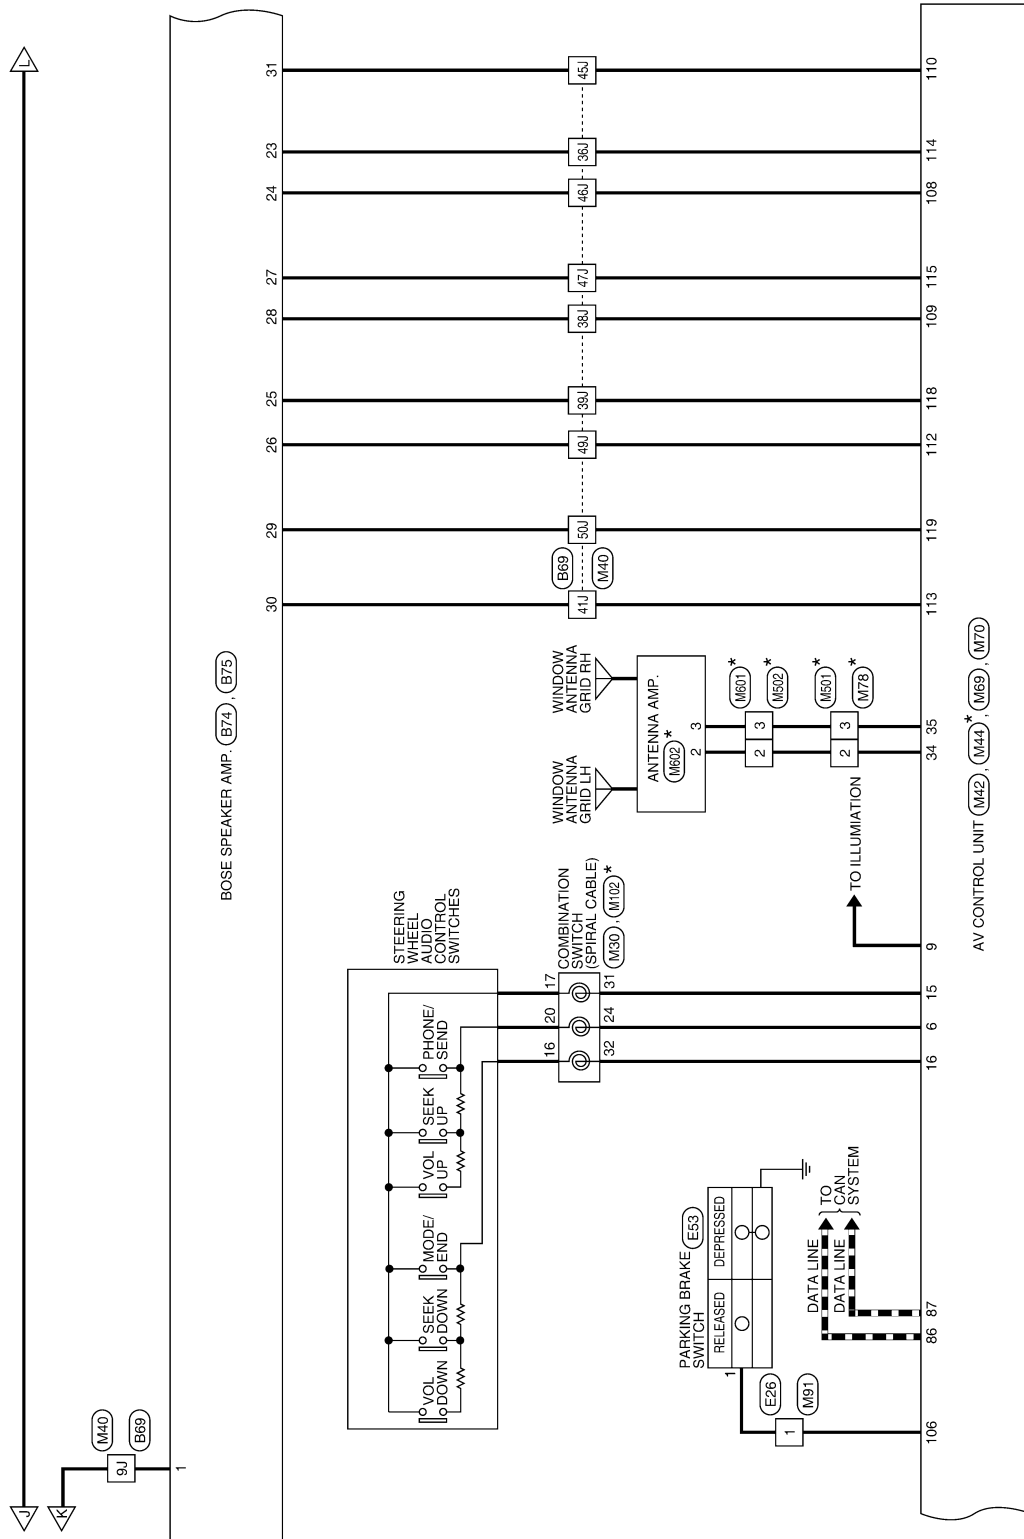 J
L
K
9J
M40
B69
1
BOSE SPEAKER AMP. B74 , B75
30
29
26
25
28
27
24
23
31
41J
50J
49J
39J
38J
47J
46J
36J
45J
B69
M40
113
119
112
118
109
115
108
114
110
STEERING
WHEEL
AUDIO
CONTROL
SWITCHES
VOL
DOWN
SEEK
DOWN
MODE/
END
VOL
UP
SEEK
UP
PHONE/
SEND
16
20
17
32
24
31
COMBINATION
SWITCH
(SPIRAL CABLE)
M30 , M102 *
16
6
15
9
TO ILLUMIATION
WINDOW
ANTENNA
GRID LH
WINDOW
ANTENNA
GRID RH
ANTENNA AMP.
M602 *
2
3
2
3
M601 *
M502 *
2
3
M501 *
M78 *
34
35
PARKING BRAKE
SWITCH
E53
RELEASED
DEPRESSED
1
E26
1
M91
106
DATA LINE
DATA LINE
TO
CAN
SYSTEM
86
87
AV CONTROL UNIT M42 , M44 * , M69 , M70